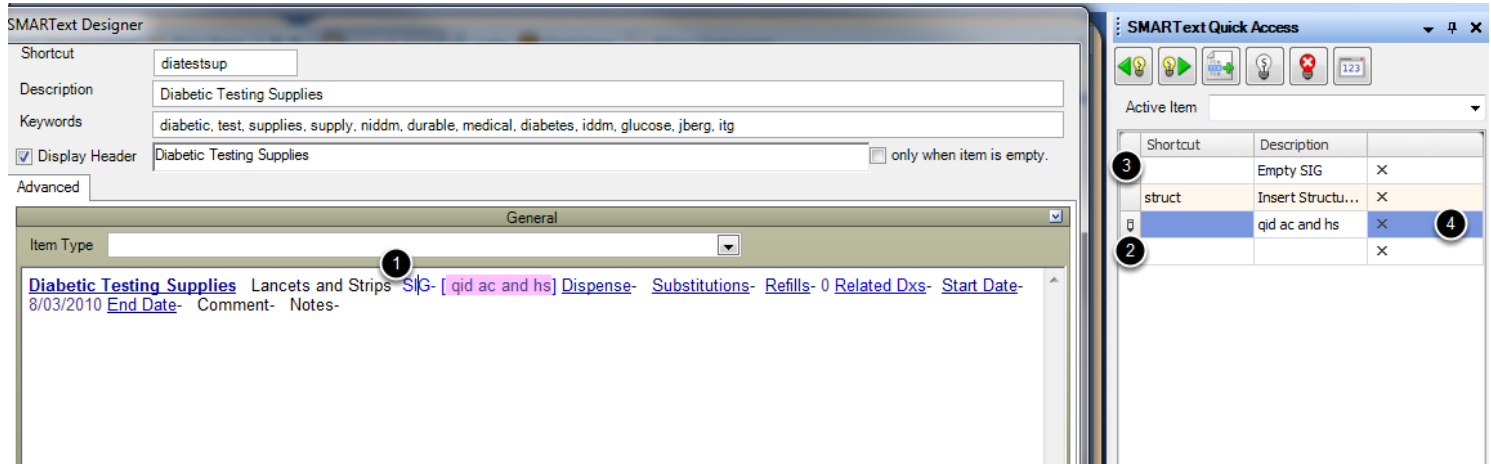 SMARText Designer
Shortcut
diatestsup
Description
Diabetic Testing Supplies
Keywords
diabetic, test, supplies, supply, niddm, durable, medical, diabetes, iddm, glucose, jberg, itg
Display Header
Diabetic Testing Supplies
only when item is empty.
Advanced
General
Item Type
1
Diabetic Testing Supplies Lancets and Strips SIG- [ qid ac and hs] Dispense- Substitutions- Refills- 0 Related Dxs- Start Date-
8/03/2010 End Date- Comment- Notes-
SMARText Quick Access
123
Active Item
Shortcut Description
3 Empty SIG ×
struct Insert Structu... ×
qid ac and hs × 4
2 ×